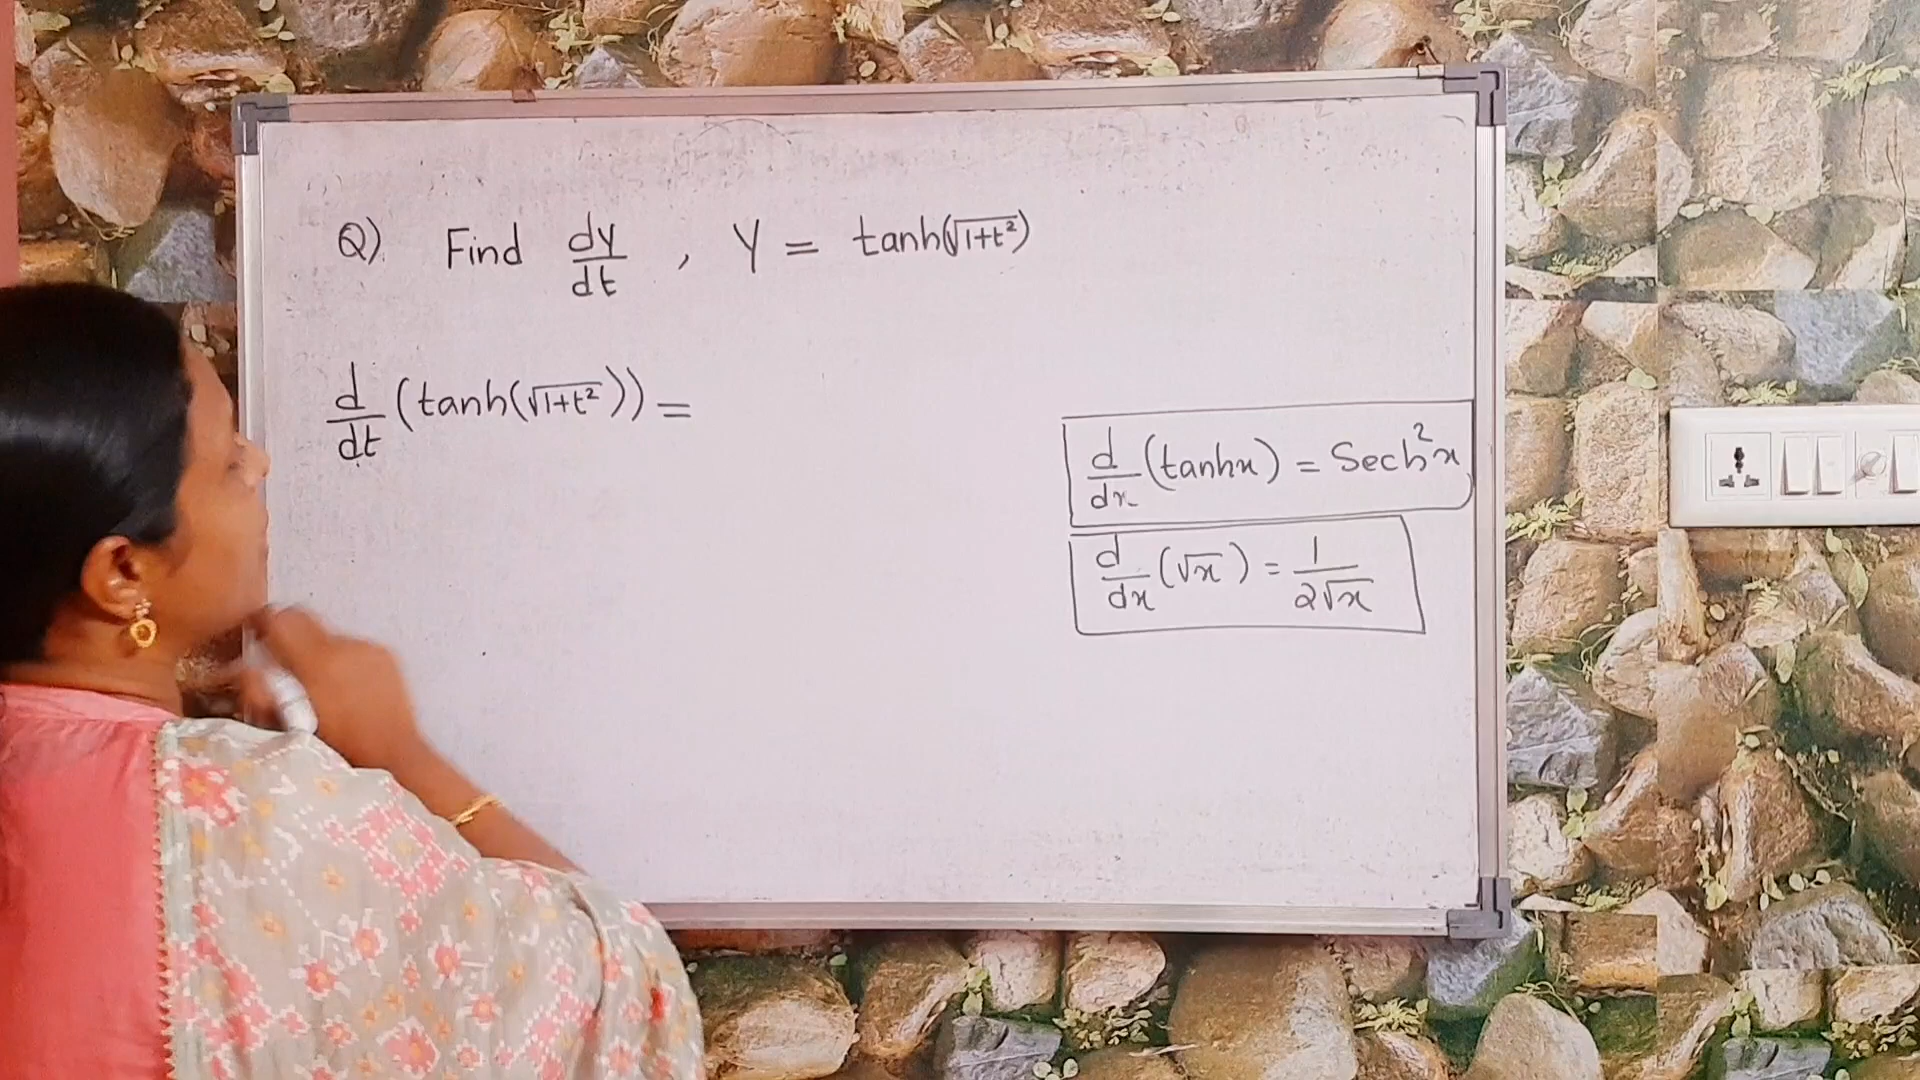 Q) Find dy/dt , Y = tanh(√1+t²)
d/dt (tanh(√1+t²)) =
d/dx (tanhx) = Sech²x
d/dx (√x) = 1/2√x